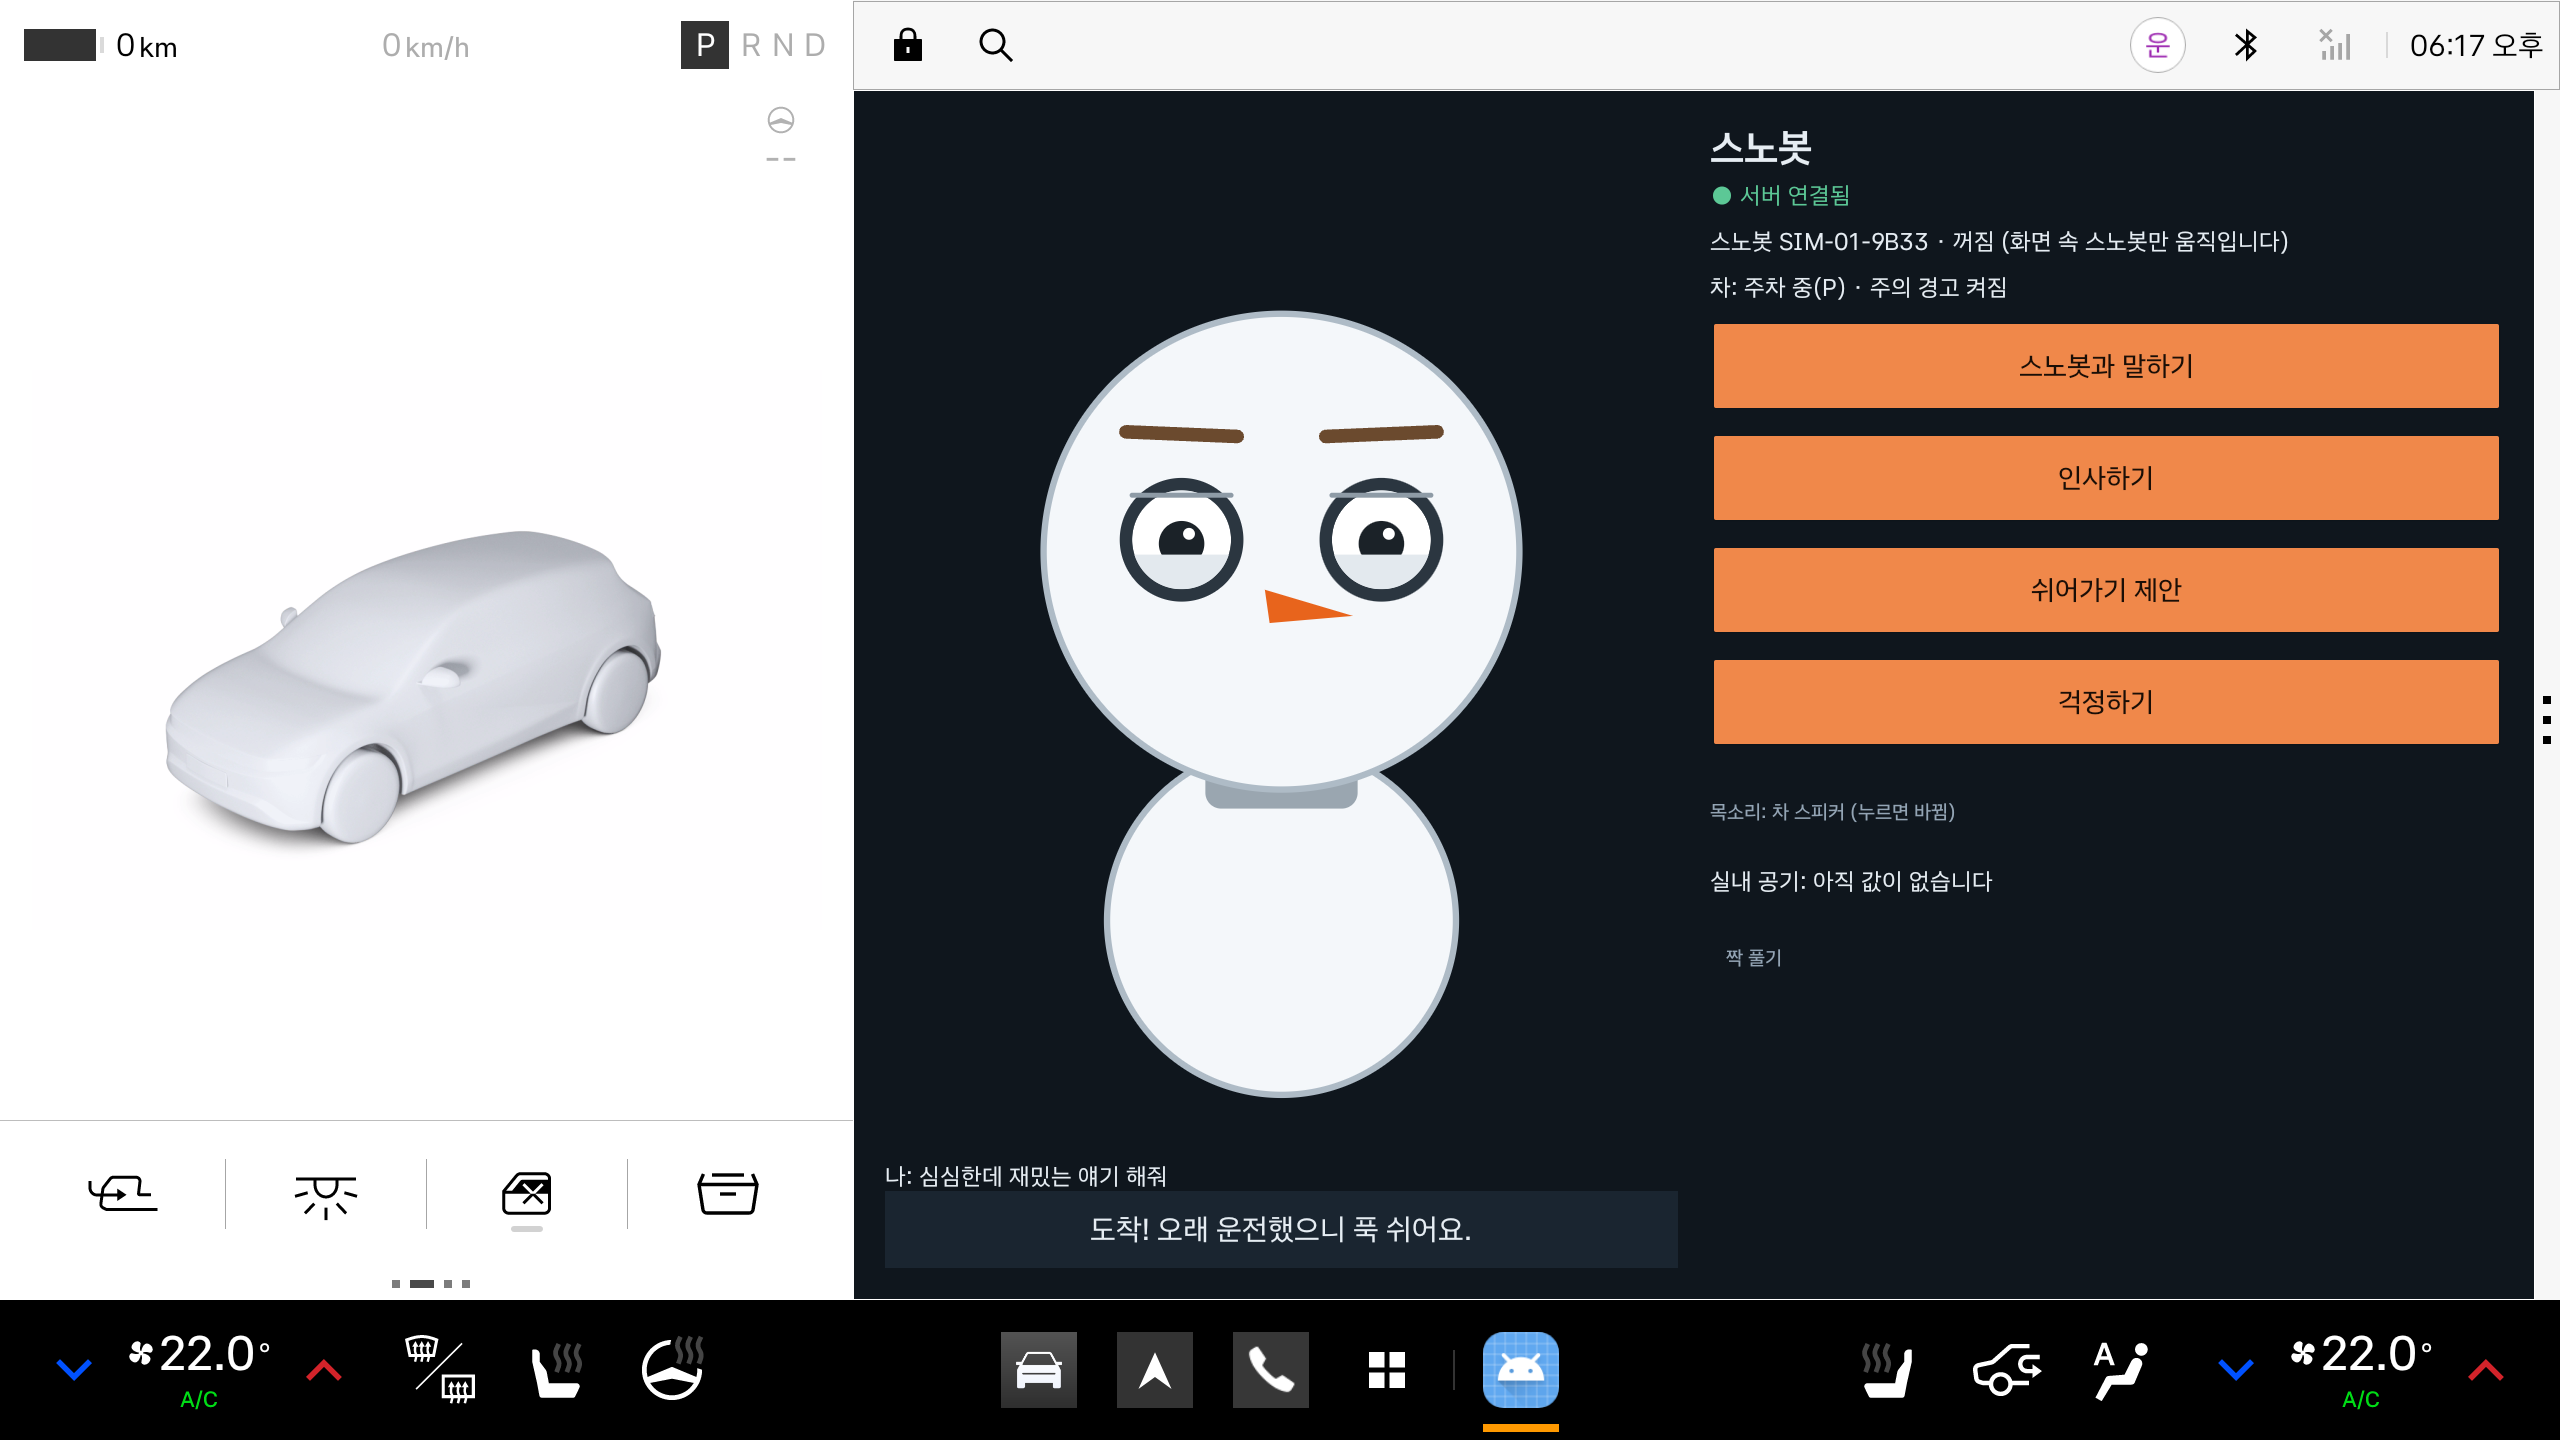 0 km
0 km/h
P R N D
운
06:17 오후
--
스노봇
서버 연결됨
스노봇 SIM-01-9B33 · 꺼짐 (화면 속 스노봇만 움직입니다)
차: 주차 중(P) · 주의 경고 켜짐
스노봇과 말하기
인사하기
쉬어가기 제안
걱정하기
목소리: 차 스피커 (누르면 바뀜)
실내 공기: 아직 값이 없습니다
짝 풀기
나: 심심한데 재밌는 얘기 해줘
도착! 오래 운전했으니 푹 쉬어요.
22.0°
A/C
A
22.0°
A/C